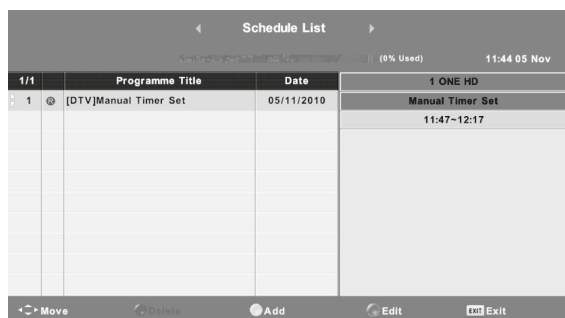 Schedule List
(0% Used) 11:44 05 Nov
1/1 Programme Title Date 1 ONE HD
1 R [DTV]Manual Timer Set 05/11/2010 Manual Timer Set
11:47~12:17
Move Delete Add Edit EXIT Exit